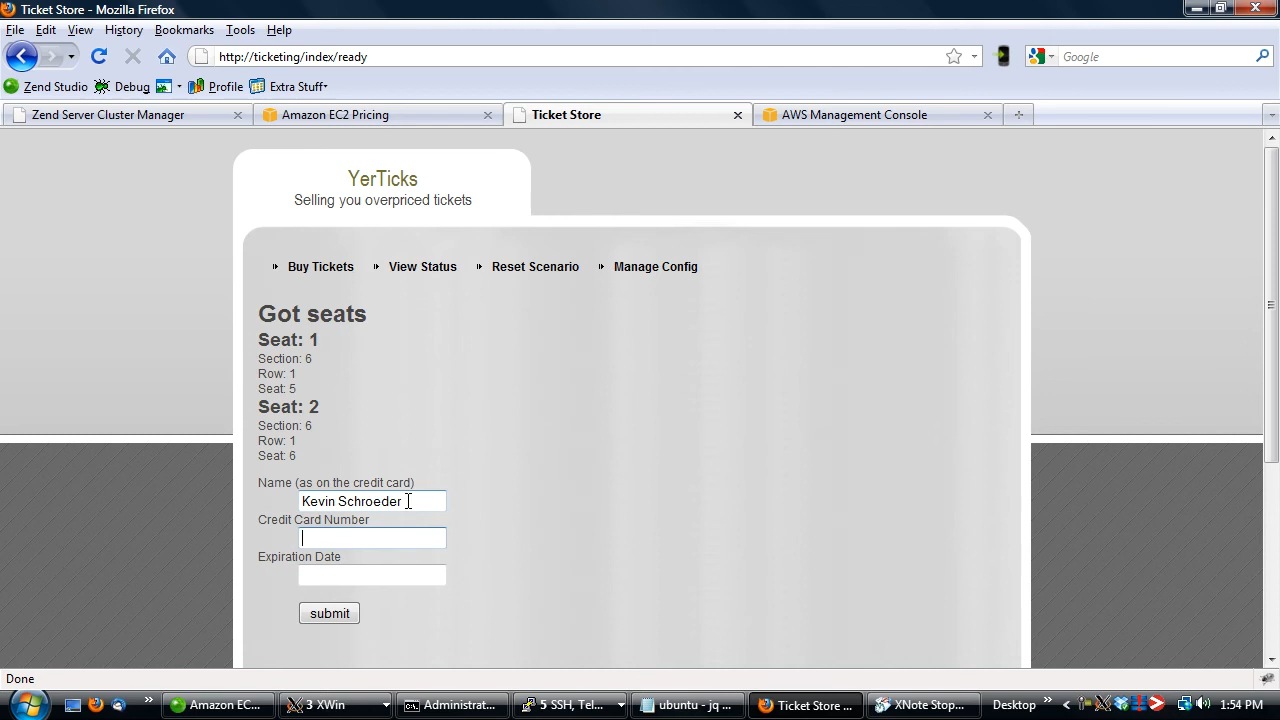 Ticket Store - Mozilla Firefox
File Edit View History Bookmarks Tools Help
http://ticketing/index/ready
Google
Zend Studio Debug Profile Extra Stuff
Zend Server Cluster Manager
Amazon EC2 Pricing
Ticket Store
AWS Management Console
YerTicks
Selling you overpriced tickets
Buy Tickets
View Status
Reset Scenario
Manage Config
Got seats
Seat: 1
Section: 6
Row: 1
Seat: 5
Seat: 2
Section: 6
Row: 1
Seat: 6
Name (as on the credit card)
Kevin Schroeder
Credit Card Number
Expiration Date
submit
Done
Amazon EC...
3 XWin
Administrat...
5 SSH, Tel...
ubuntu - jq ...
Ticket Store ...
XNote Stop...
Desktop
1:54 PM